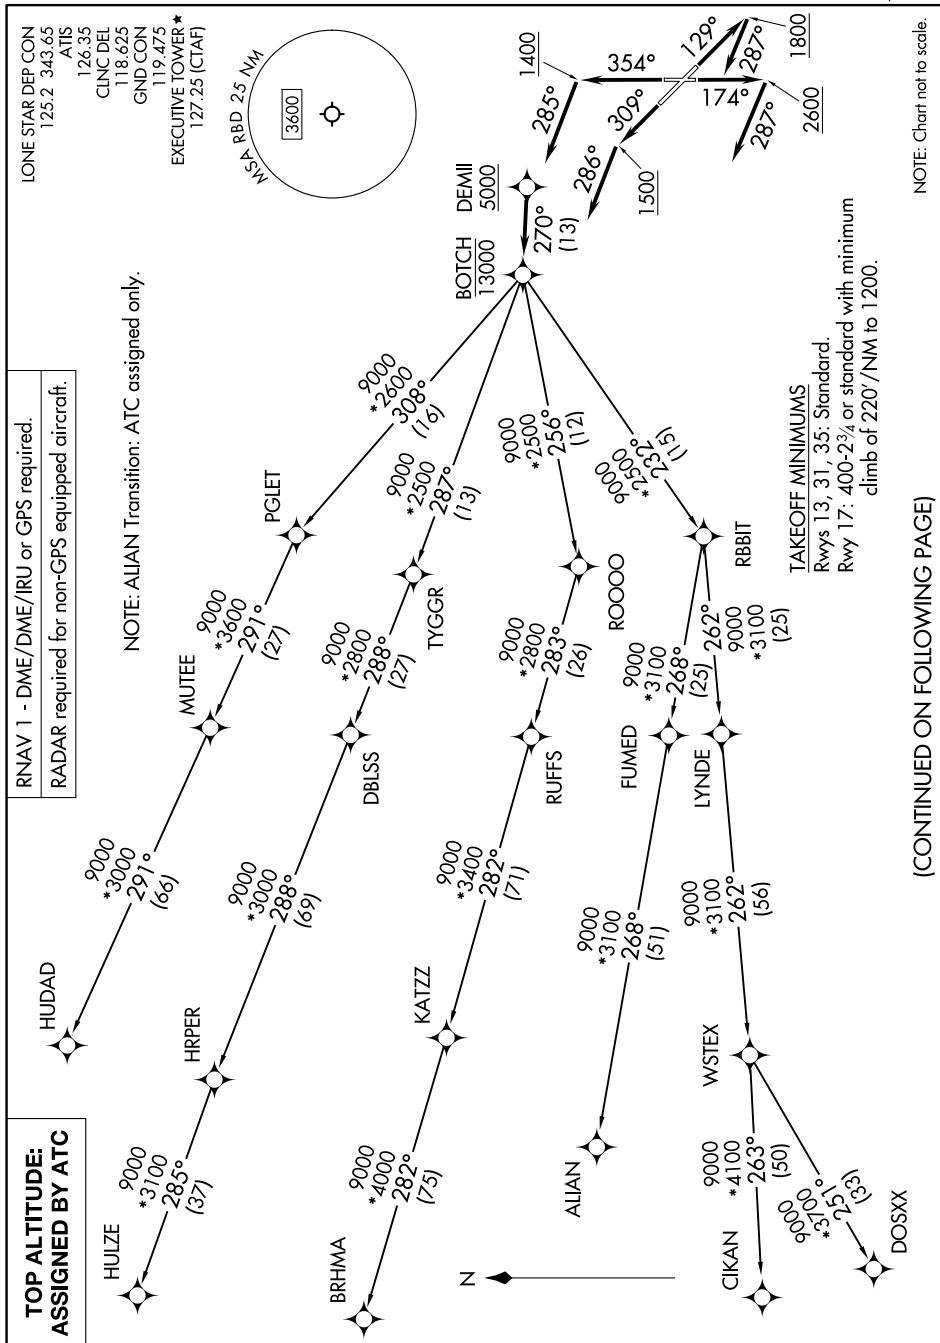 TOP ALTITUDE:
ASSIGNED BY ATC
RNAV 1 - DME/DME/IRU or GPS required.
RADAR required for non-GPS equipped aircraft.
NOTE: ALIAN Transition: ATC assigned only.
LONE STAR DEP CON
125.2 343.65
ATIS
126.35
CLNC DEL
118.625
GND CON
119.475
EXECUTIVE TOWER★
127.25 (CTAF)
MSA RBD 25 NM
3600
HUDAD
9000
*3000
291°
(66)
MUTEE
9000
*3600
291°
(27)
PGLET
9000
*2600
308°
(16)
HULZE
9000
*3100
285°
(37)
HRPER
9000
*3000
288°
(69)
DBLSS
9000
*2800
288°
(27)
TYGGR
9000
*2500
287°
(13)
BRHMA
9000
*4000
282°
(75)
KATZZ
9000
*3400
282°
(71)
RUFFS
9000
*2800
283°
(26)
ROOOO
9000
*2500
256°
(12)
BOTCH
13000
DEMII
5000
270°
(13)
ALIAN
9000
*3100
268°
(51)
FUMED
9000
*3100
268°
(25)
RBBIT
9000
*2500
232°
(15)
CIKAN
9000
*4100
263°
(50)
DOSXX
9000
*3700
251°
(33)
WSTEX
9000
*3100
262°
(56)
LYNDE
262°
9000
*3100
(25)
1400
285°
354°
129°
1800
287°
309°
174°
2600
287°
286°
1500
N
TAKEOFF MINIMUMS
Rwys 13, 31, 35: Standard.
Rwy 17: 400-2¾ or standard with minimum
climb of 220'/NM to 1200.
NOTE: Chart not to scale.
(CONTINUED ON FOLLOWING PAGE)